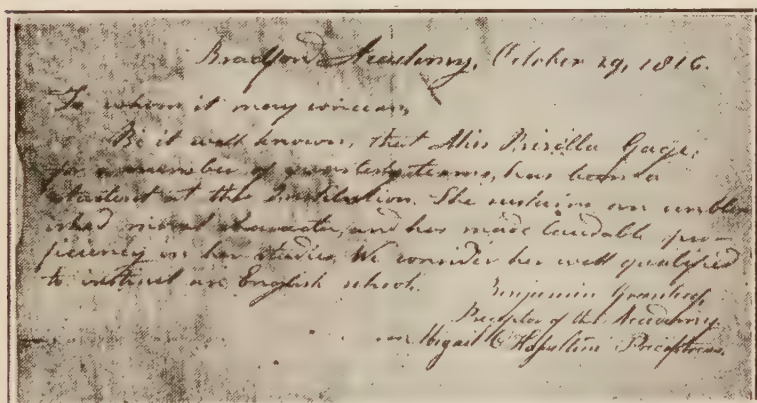 Bradford Academy, October 29, 1816.
To whom it may concern,
Be it well known, that Miss Prisilla Gage,
for a number of quarterly terms, has been a
student at this Institution. She sustains an unblem
ished moral character, and has made laudable pro-
ficiency in her studies. We consider her well qualified
to instruct an English school.
Benjamin Greenleaf,
Preceptor of the Academy
Abigail C. Hasseltine Preceptress.